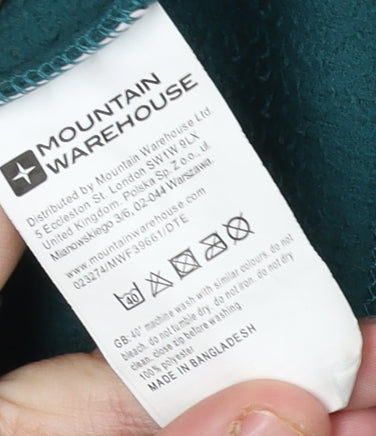 MOUNTAIN
WAREHOUSE
Distributed by Mountain Warehouse Ltd.
5 Eccleston St. London SW1W 9LX
United Kingdom. Polska Sp. Z.o.o., ul.
Mianowskiego 3/6, 02-044 Warszawa.
www.mountainwarehouse.com
023274/MWF39661/DTE
40
GB: 40° machine wash with similar colours, do not
bleach, do not tumble dry, do not iron, do not dry
clean, close zip before washing.
100% polyester
MADE IN BANGLADESH